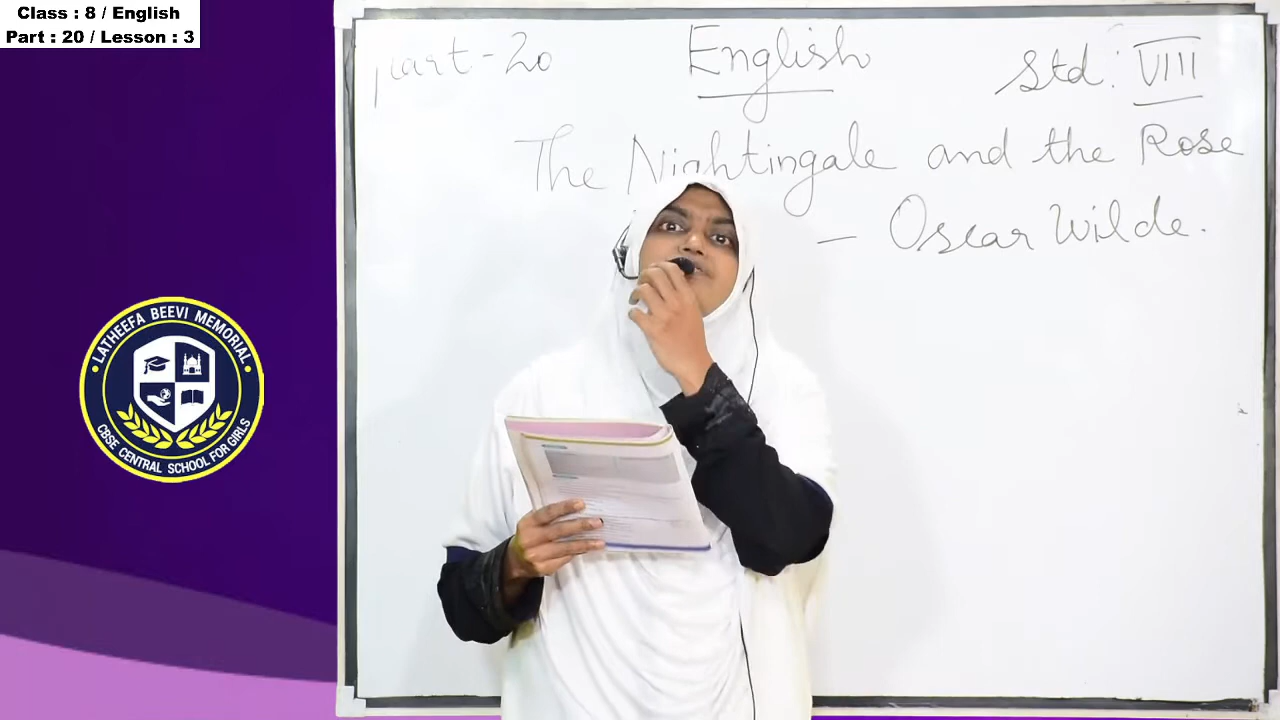 Class : 8 / English
Part : 20 / Lesson : 3
part-20
English
Std: VIII
The Nightingale and the Rose
— Oscar Wilde.
LATHEEFA BEEVI MEMORIAL
CBSE CENTRAL SCHOOL FOR GIRLS